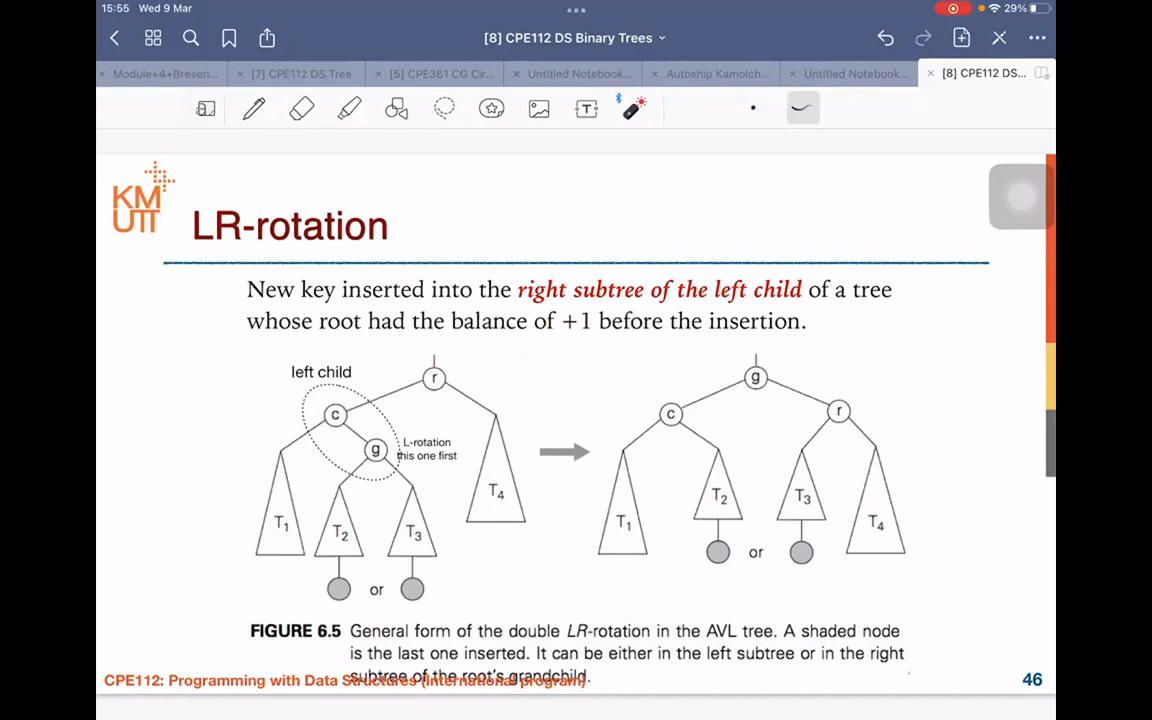 15:55 Wed 9 Mar
29%
[8] CPE112 DS Binary Trees
Module+4+Bresen...
[7] CPE112 DS Tree
[5] CPE361 CG Cir...
Untitled Notebook...
Autoship Kamolch...
Untitled Notebook...
[8] CPE112 DS...
KM
UTT
LR-rotation
New key inserted into the right subtree of the left child of a tree
whose root had the balance of +1 before the insertion.
left child
r
c
g
L-rotation
this one first
T1
T2
T3
T4
or
g
c
r
T1
T2
T3
T4
or
FIGURE 6.5 General form of the double LR-rotation in the AVL tree. A shaded node
is the last one inserted. It can be either in the left subtree or in the right
subtree of the root's grandchild.
CPE112: Programming with Data Structures (International program)
46